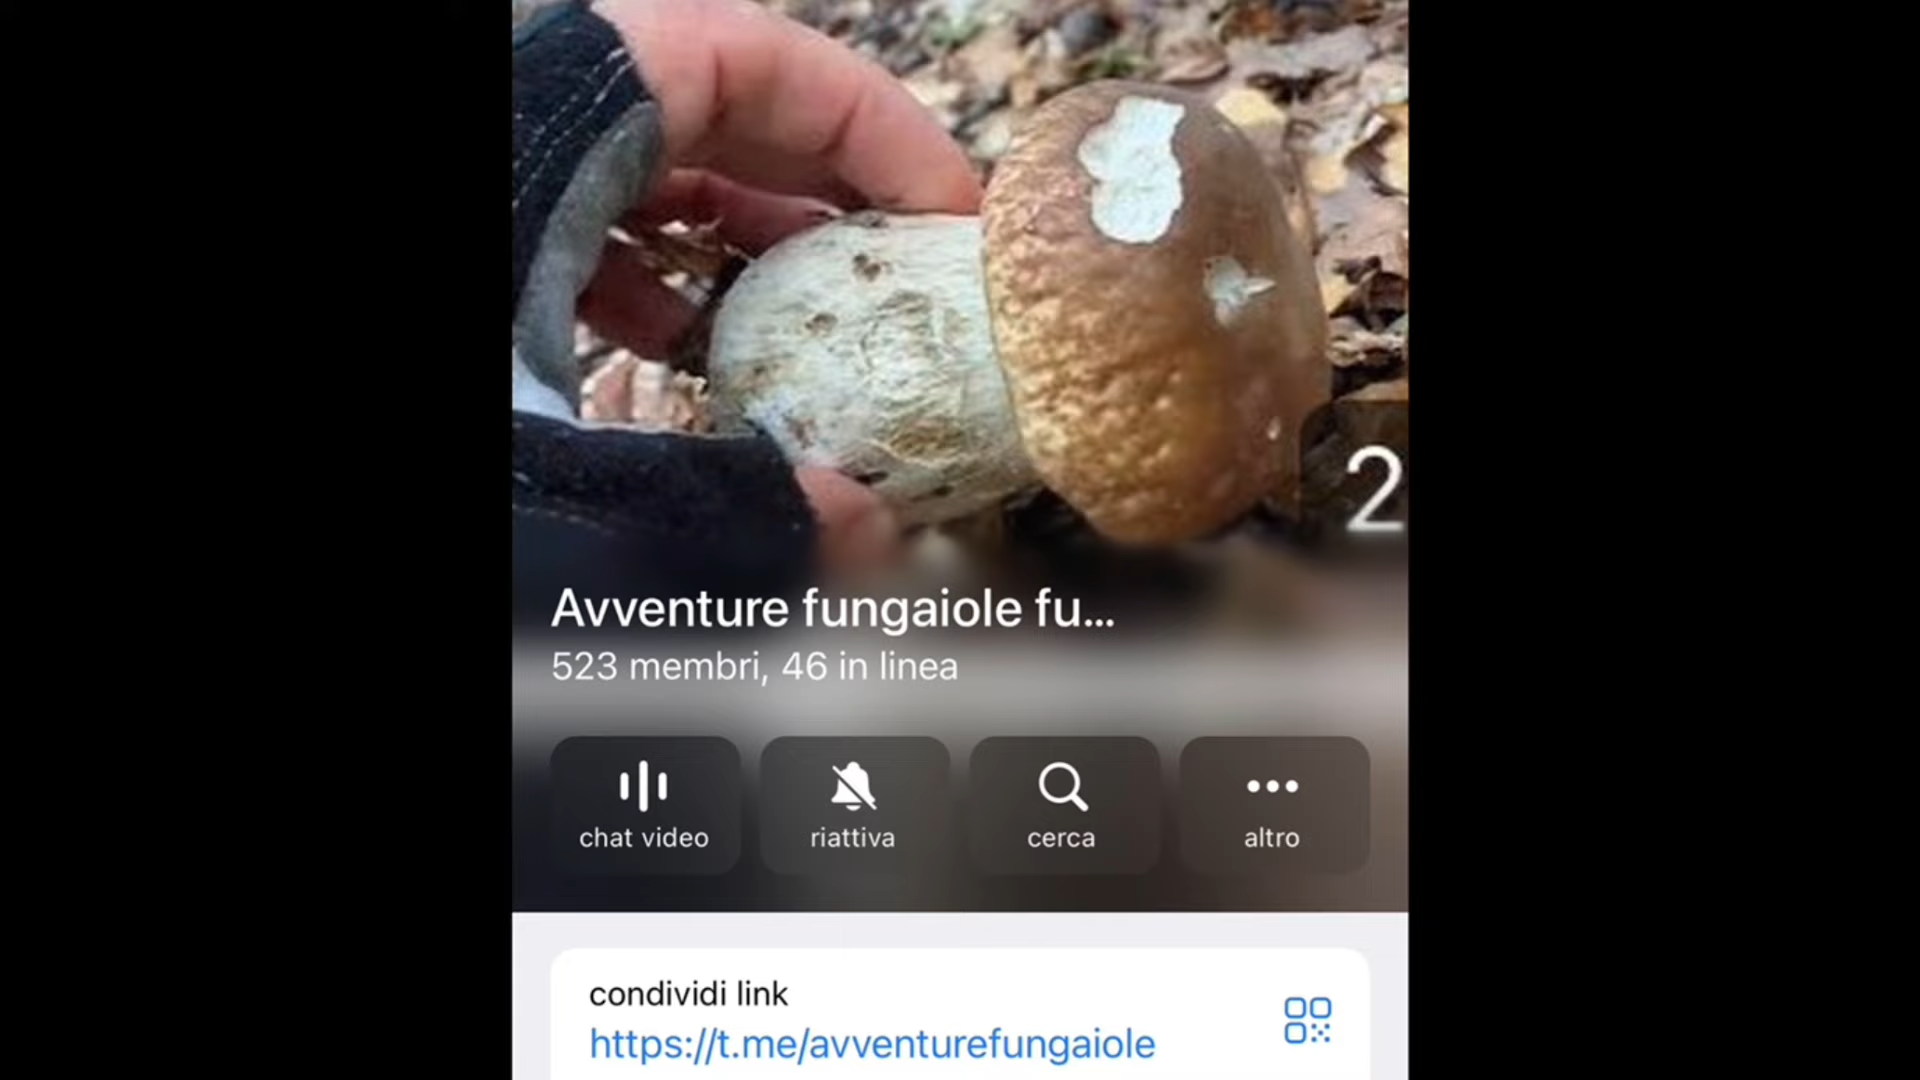 2
Avventure fungaiole fu...
523 membri, 46 in linea
chat video
riattiva
cerca
altro
condividi link
https://t.me/avventurefungaiole